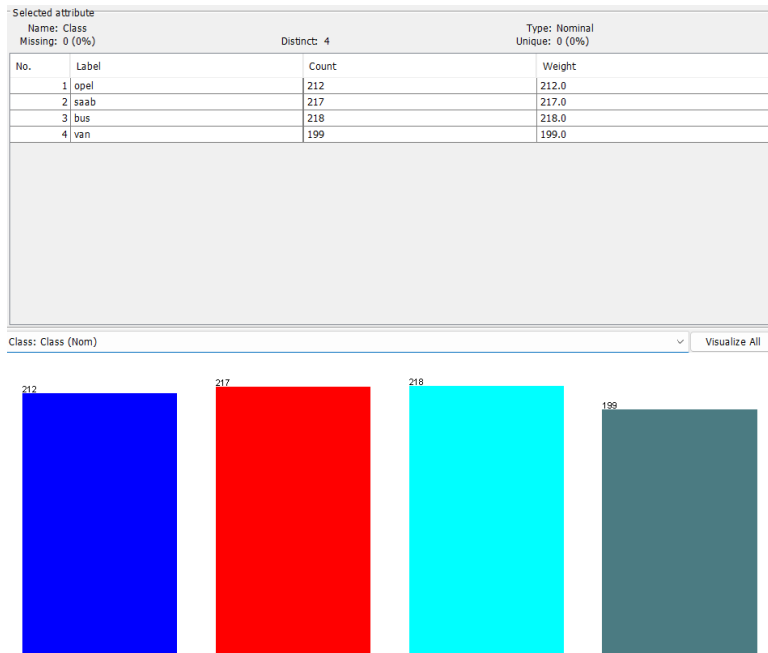 Selected attribute
Name: Class Type: Nominal
Missing: 0 (0%) Distinct: 4 Unique: 0 (0%)
No. Label Count Weight
1 opel 212 212.0
2 saab 217 217.0
3 bus 218 218.0
4 van 199 199.0
Class: Class (Nom) Visualize All
212 217 218 199